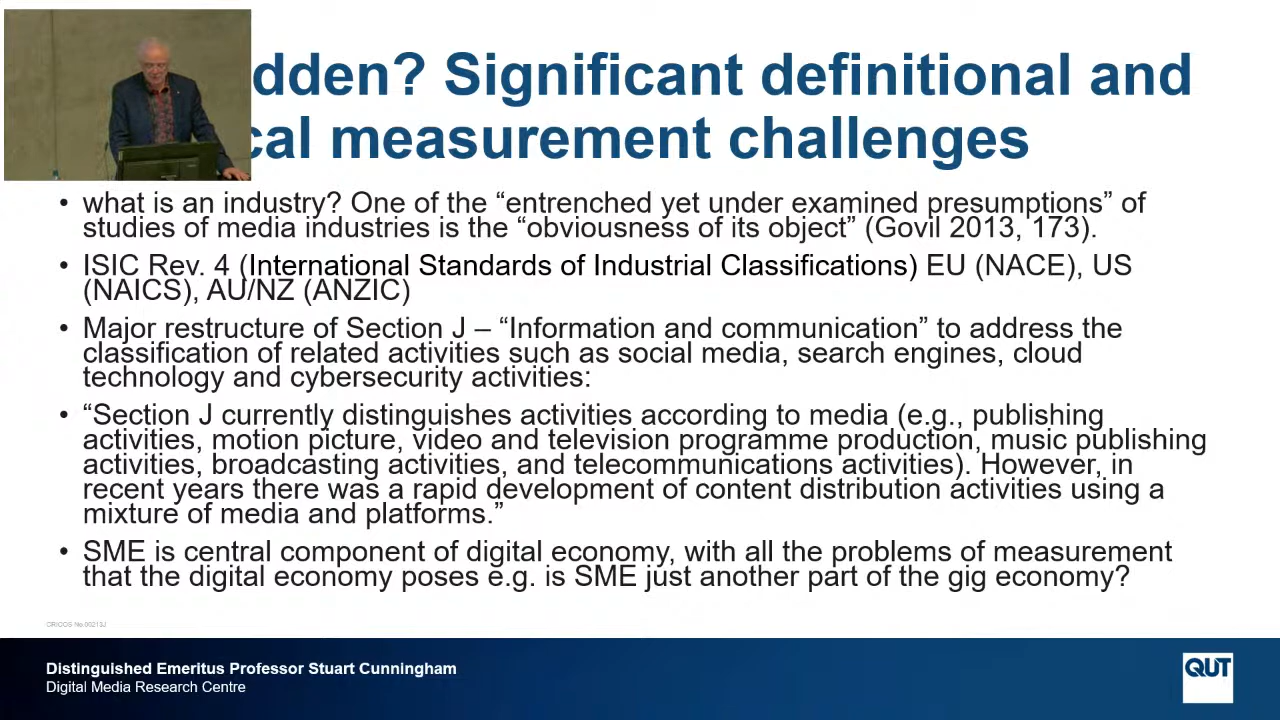 dden? Significant definitional and
cal measurement challenges
• what is an industry? One of the “entrenched yet under examined presumptions” of
studies of media industries is the “obviousness of its object” (Govil 2013, 173).
• ISIC Rev. 4 (International Standards of Industrial Classifications) EU (NACE), US
(NAICS), AU/NZ (ANZIC)
• Major restructure of Section J – “Information and communication” to address the
classification of related activities such as social media, search engines, cloud
technology and cybersecurity activities:
• “Section J currently distinguishes activities according to media (e.g., publishing
activities, motion picture, video and television programme production, music publishing
activities, broadcasting activities, and telecommunications activities). However, in
recent years there was a rapid development of content distribution activities using a
mixture of media and platforms.”
• SME is central component of digital economy, with all the problems of measurement
that the digital economy poses e.g. is SME just another part of the gig economy?
CRICOS No.00213J
Distinguished Emeritus Professor Stuart Cunningham
Digital Media Research Centre
QUT